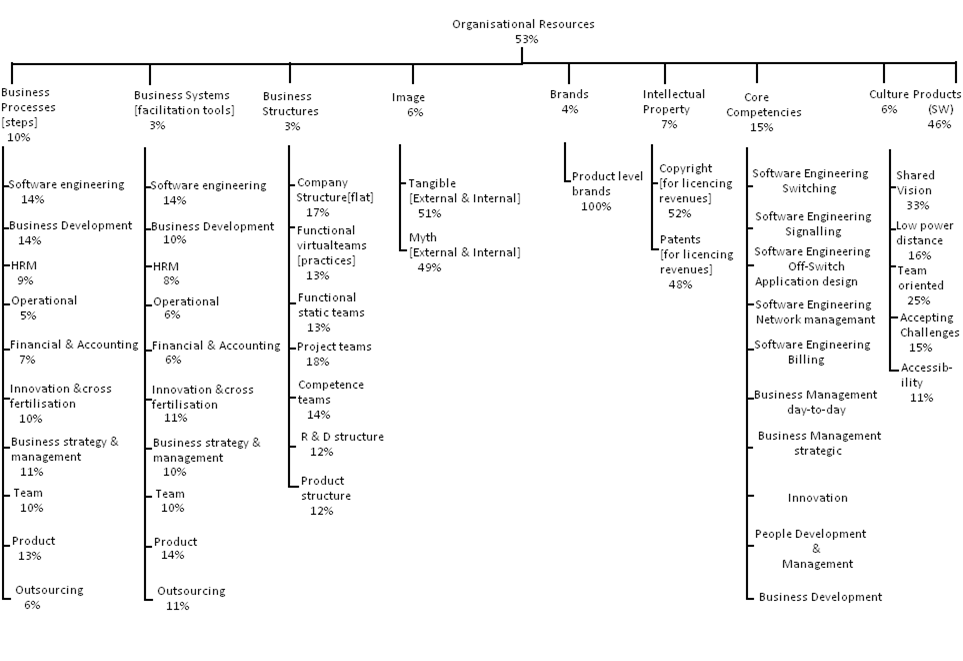 Organisational Resources
53%
Business
Processes
[steps]
10%
Software engineering
14%
Business Development
14%
HRM
9%
Operational
5%
Financial & Accounting
7%
Innovation &cross
fertilisation
10%
Business strategy &
management
11%
Team
10%
Product
13%
Outsourcing
6%
Business Systems
[facilitation tools]
3%
Software engineering
14%
Business Development
10%
HRM
8%
Operational
6%
Financial & Accounting
6%
Innovation &cross
fertilisation
11%
Business strategy &
management
10%
Team
10%
Product
14%
Outsourcing
11%
Business
Structures
3%
Company
Structure[flat]
17%
Functional
virtualteams
[practices]
13%
Functional
static teams
13%
Project teams
18%
Competence
teams
14%
R & D structure
12%
Product
structure
12%
Image
6%
Tangible
[External & Internal]
51%
Myth
[External & Internal]
49%
Brands
4%
Product level
brands
100%
Intellectual
Property
7%
Copyright
[for licencing
revenues]
52%
Patents
[for licencing
revenues]
48%
Core
Competencies
15%
Software Engineering
Switching
Software Engineering
Signalling
Software Engineering
Off-Switch
Application design
Software Engineering
Network managemant
Software Engineering
Billing
Business Management
day-to-day
Business Management
strategic
Innovation
People Development
&
Management
Business Development
Culture
6%
Shared
Vision
33%
Low power
distance
16%
Team
oriented
25%
Accepting
Challenges
15%
Accessib-
ility
11%
Products
(SW)
46%